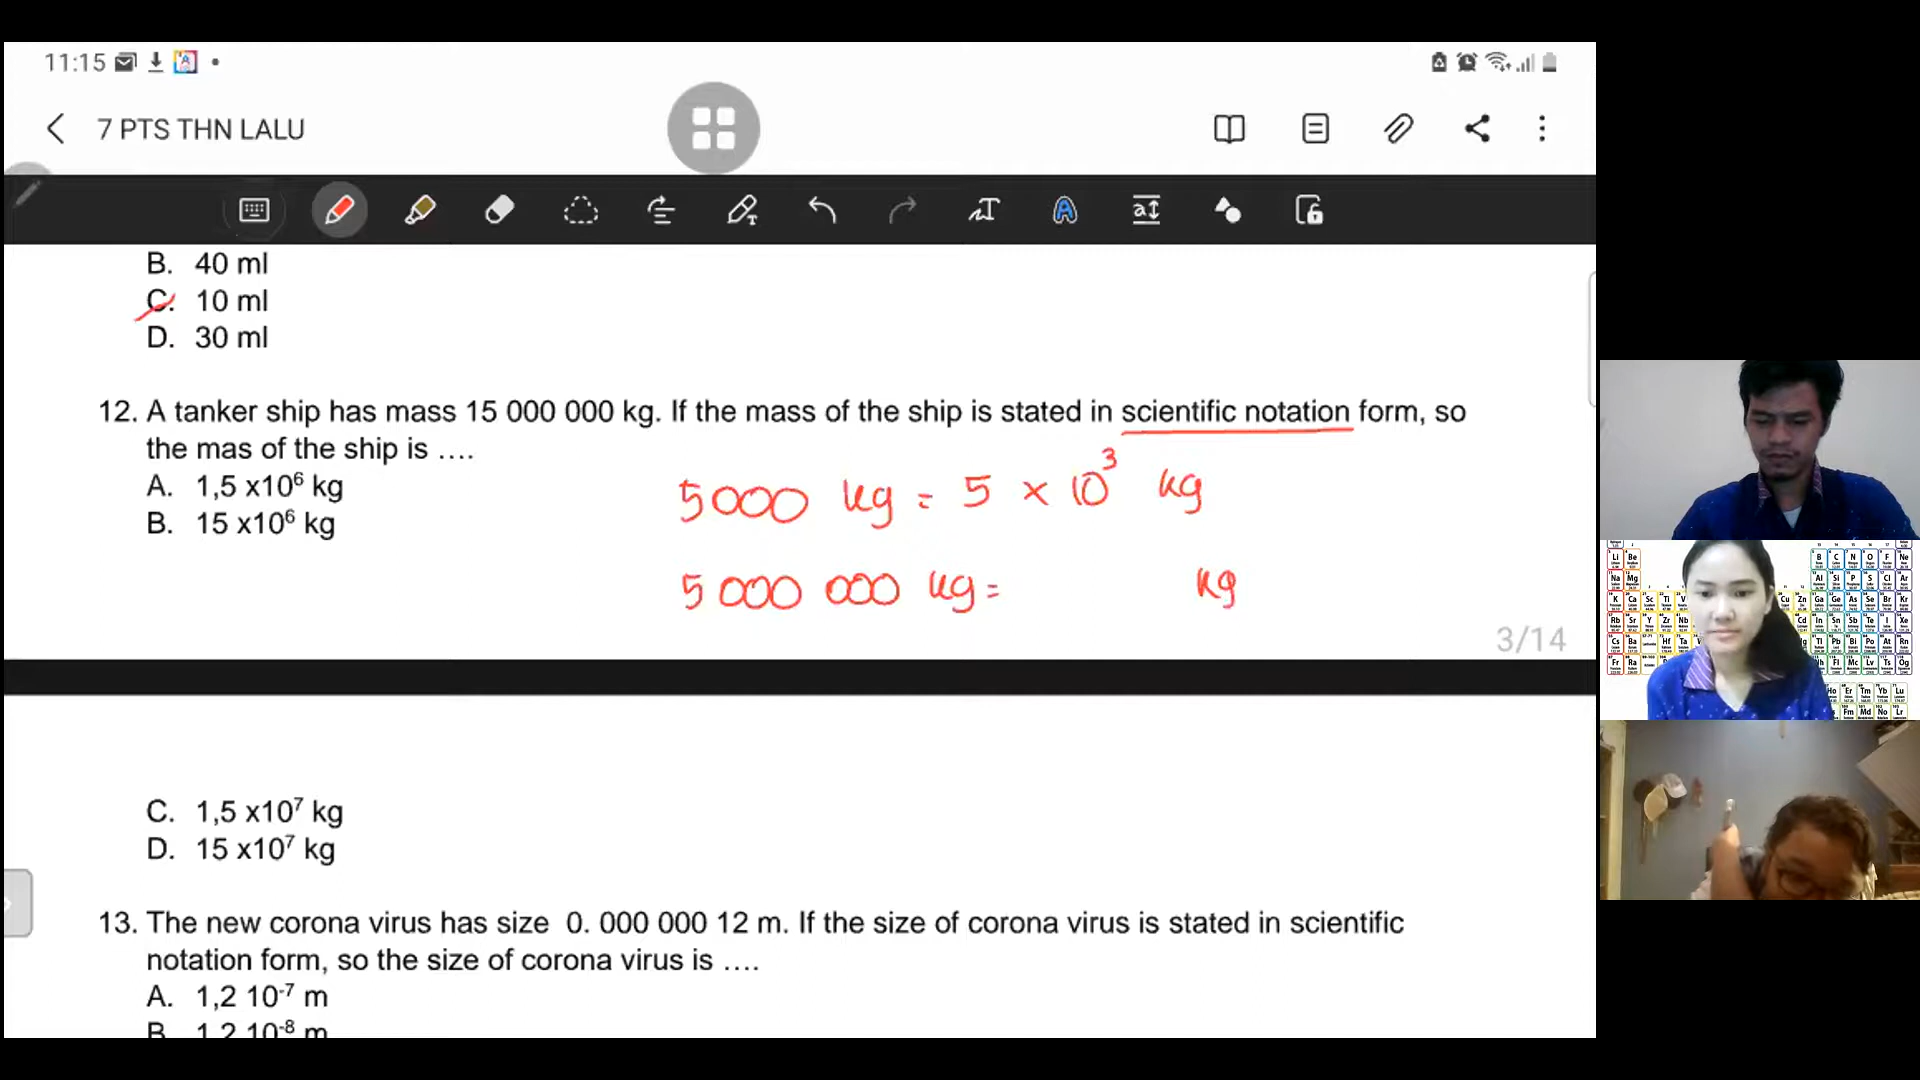 11:15
7 PTS THN LALU
B. 40 ml
C. 10 ml
D. 30 ml
12. A tanker ship has mass 15 000 000 kg. If the mass of the ship is stated in scientific notation form, so
the mas of the ship is ….
A. 1,5 x10⁶ kg
B. 15 x10⁶ kg
5000 kg = 5 x 10³ kg
5 000 000 kg = kg
3/14
C. 1,5 x10⁷ kg
D. 15 x10⁷ kg
13. The new corona virus has size 0. 000 000 12 m. If the size of corona virus is stated in scientific
notation form, so the size of corona virus is ….
A. 1,2 10⁻⁷ m
B. 1,2 10⁻⁸ m